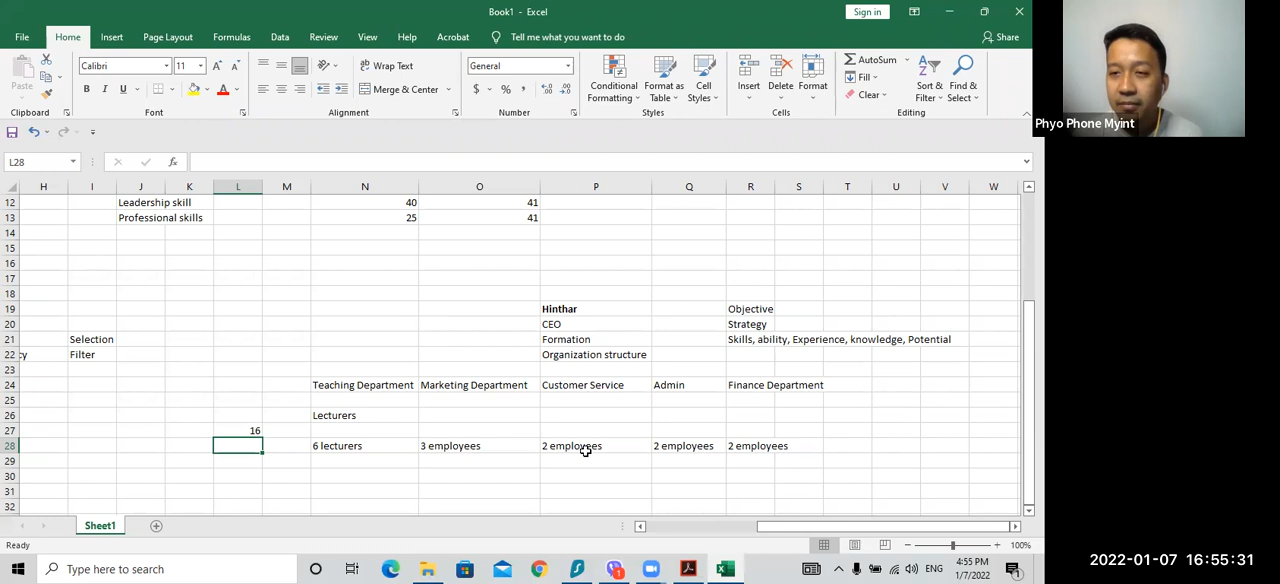 Book1 - Excel
Sign in
File Home Insert Page Layout Formulas Data Review View Help Acrobat Tell me what you want to do Share
Paste
Calibri 11
B I U
Wrap Text
Merge & Center
General
$ % ,
Conditional Formatting
Format as Table
Cell Styles
Insert
Delete
Format
AutoSum
Fill
Clear
Sort & Filter
Find & Select
Clipboard Font Alignment Number Styles Cells Editing
Phyo Phone Myint
L28 fx
H I J K L M N O P Q R S T U V W
12 Leadership skill 40 41
13 Professional skills 25 41
14
15
16
17
18
19 Hinthar Objective
20 CEO Strategy
21 Selection Formation Skills, ability, Experience, knowledge, Potential
22 cy Filter Organization structure
23
24 Teaching Department Marketing Department Customer Service Admin Finance Department
25
26 Lecturers
27 16
28 6 lecturers 3 employees 2 employees 2 employees 2 employees
29
30
31
32
Sheet1
Ready 100%
Type here to search
ENG
4:55 PM
1/7/2022
1
2022-01-07 16:55:31